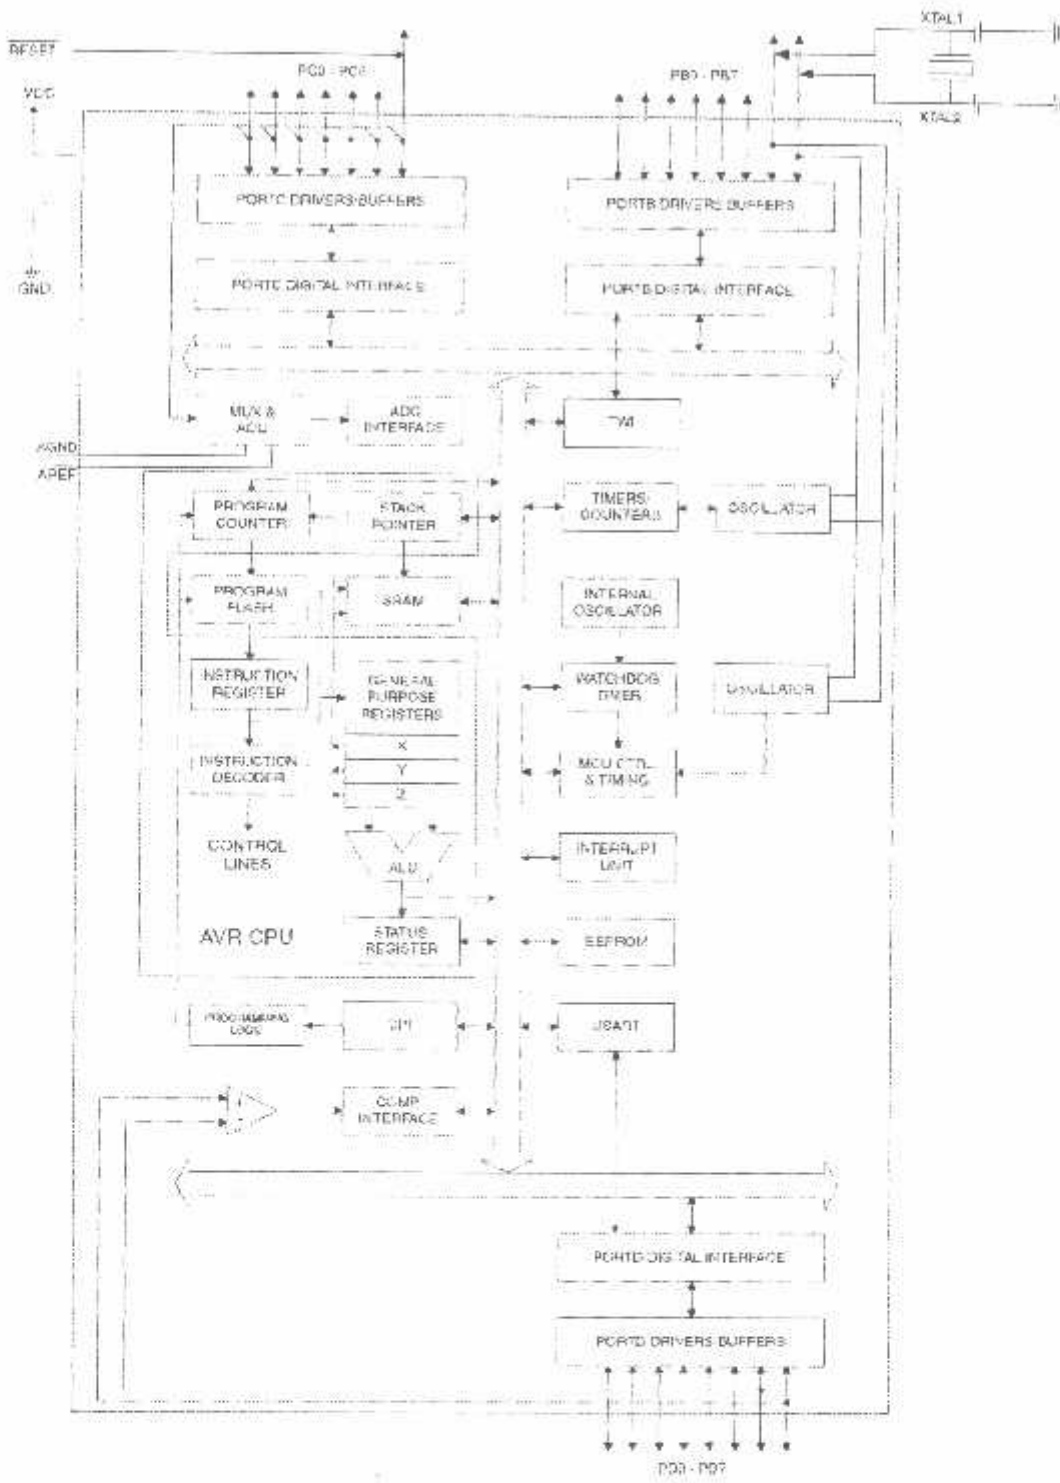 XTAL1
RESET
PC0 - PC6
PB0 - PB7
VCC
XTAL2
PORTC DRIVERS/BUFFERS
PORTB DRIVERS/BUFFERS
GND
PORTC DIGITAL INTERFACE
PORTB DIGITAL INTERFACE
MUX &
ADC
ADC
INTERFACE
TWI
AGND
AREF
PROGRAM
COUNTER
STACK
POINTER
TIMERS/
COUNTERS
OSCILLATOR
PROGRAM
FLASH
SRAM
INTERNAL
OSCILLATOR
INSTRUCTION
REGISTER
GENERAL
PURPOSE
REGISTERS
WATCHDOG
TIMER
OSCILLATOR
X
INSTRUCTION
DECODER
Y
Z
MCU CTRL.
& TIMING
CONTROL
LINES
ALU
INTERRUPT
UNIT
AVR CPU
STATUS
REGISTER
EEPROM
PROGRAMMING
LOGIC
SPI
USART
+
-
COMP.
INTERFACE
PORTD DIGITAL INTERFACE
PORTD DRIVERS/BUFFERS
PD0 - PD7